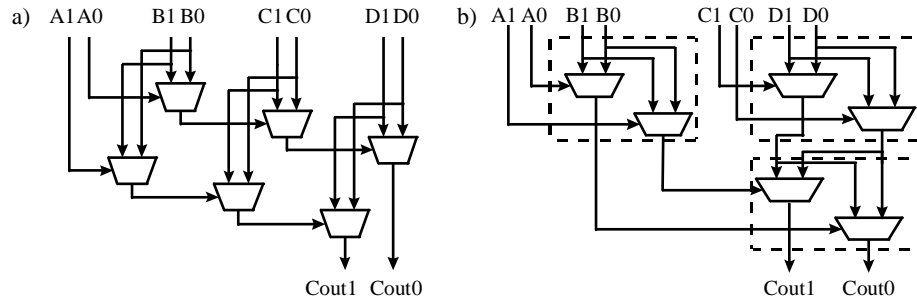 a) A1 A0 B1 B0 C1 C0 D1 D0
Cout1 Cout0
b) A1 A0 B1 B0 C1 C0 D1 D0
Cout1 Cout0